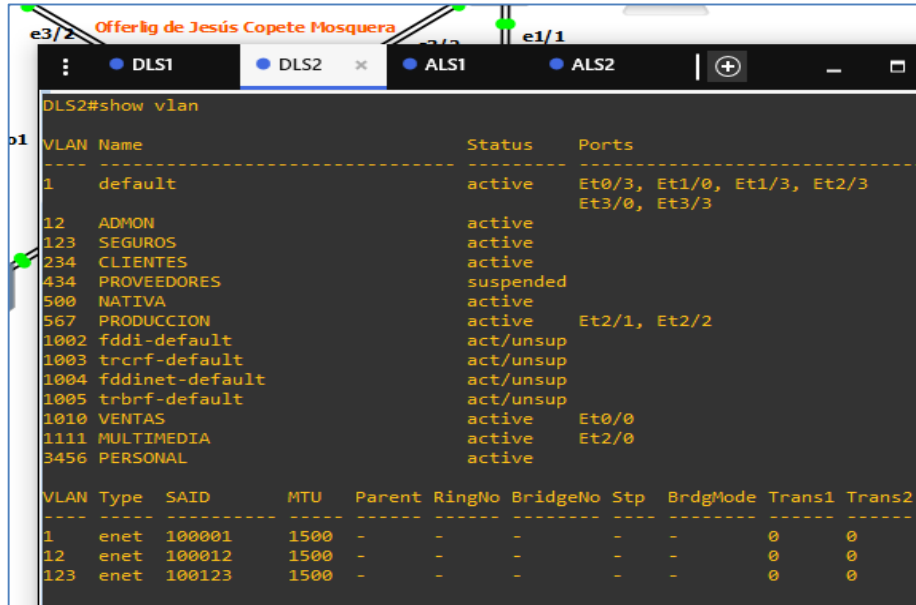 Offerlig de Jesús Copete Mosquera
e3/2
e1/1
DLS1 DLS2 × ALS1 ALS2
DLS2#show vlan
VLAN Name Status Ports
---- -------------------------------- --------- -------------------------------
1 default active Et0/3, Et1/0, Et1/3, Et2/3
Et3/0, Et3/3
12 ADMON active
123 SEGUROS active
234 CLIENTES active
434 PROVEEDORES suspended
500 NATIVA active
567 PRODUCCION active Et2/1, Et2/2
1002 fddi-default act/unsup
1003 trcrf-default act/unsup
1004 fddinet-default act/unsup
1005 trbrf-default act/unsup
1010 VENTAS active Et0/0
1111 MULTIMEDIA active Et2/0
3456 PERSONAL active
VLAN Type SAID MTU Parent RingNo BridgeNo Stp BrdgMode Trans1 Trans2
---- ----- ---------- ----- ------ ------ -------- ---- -------- ------ ------
1 enet 100001 1500 - - - - - 0 0
12 enet 100012 1500 - - - - - 0 0
123 enet 100123 1500 - - - - - 0 0